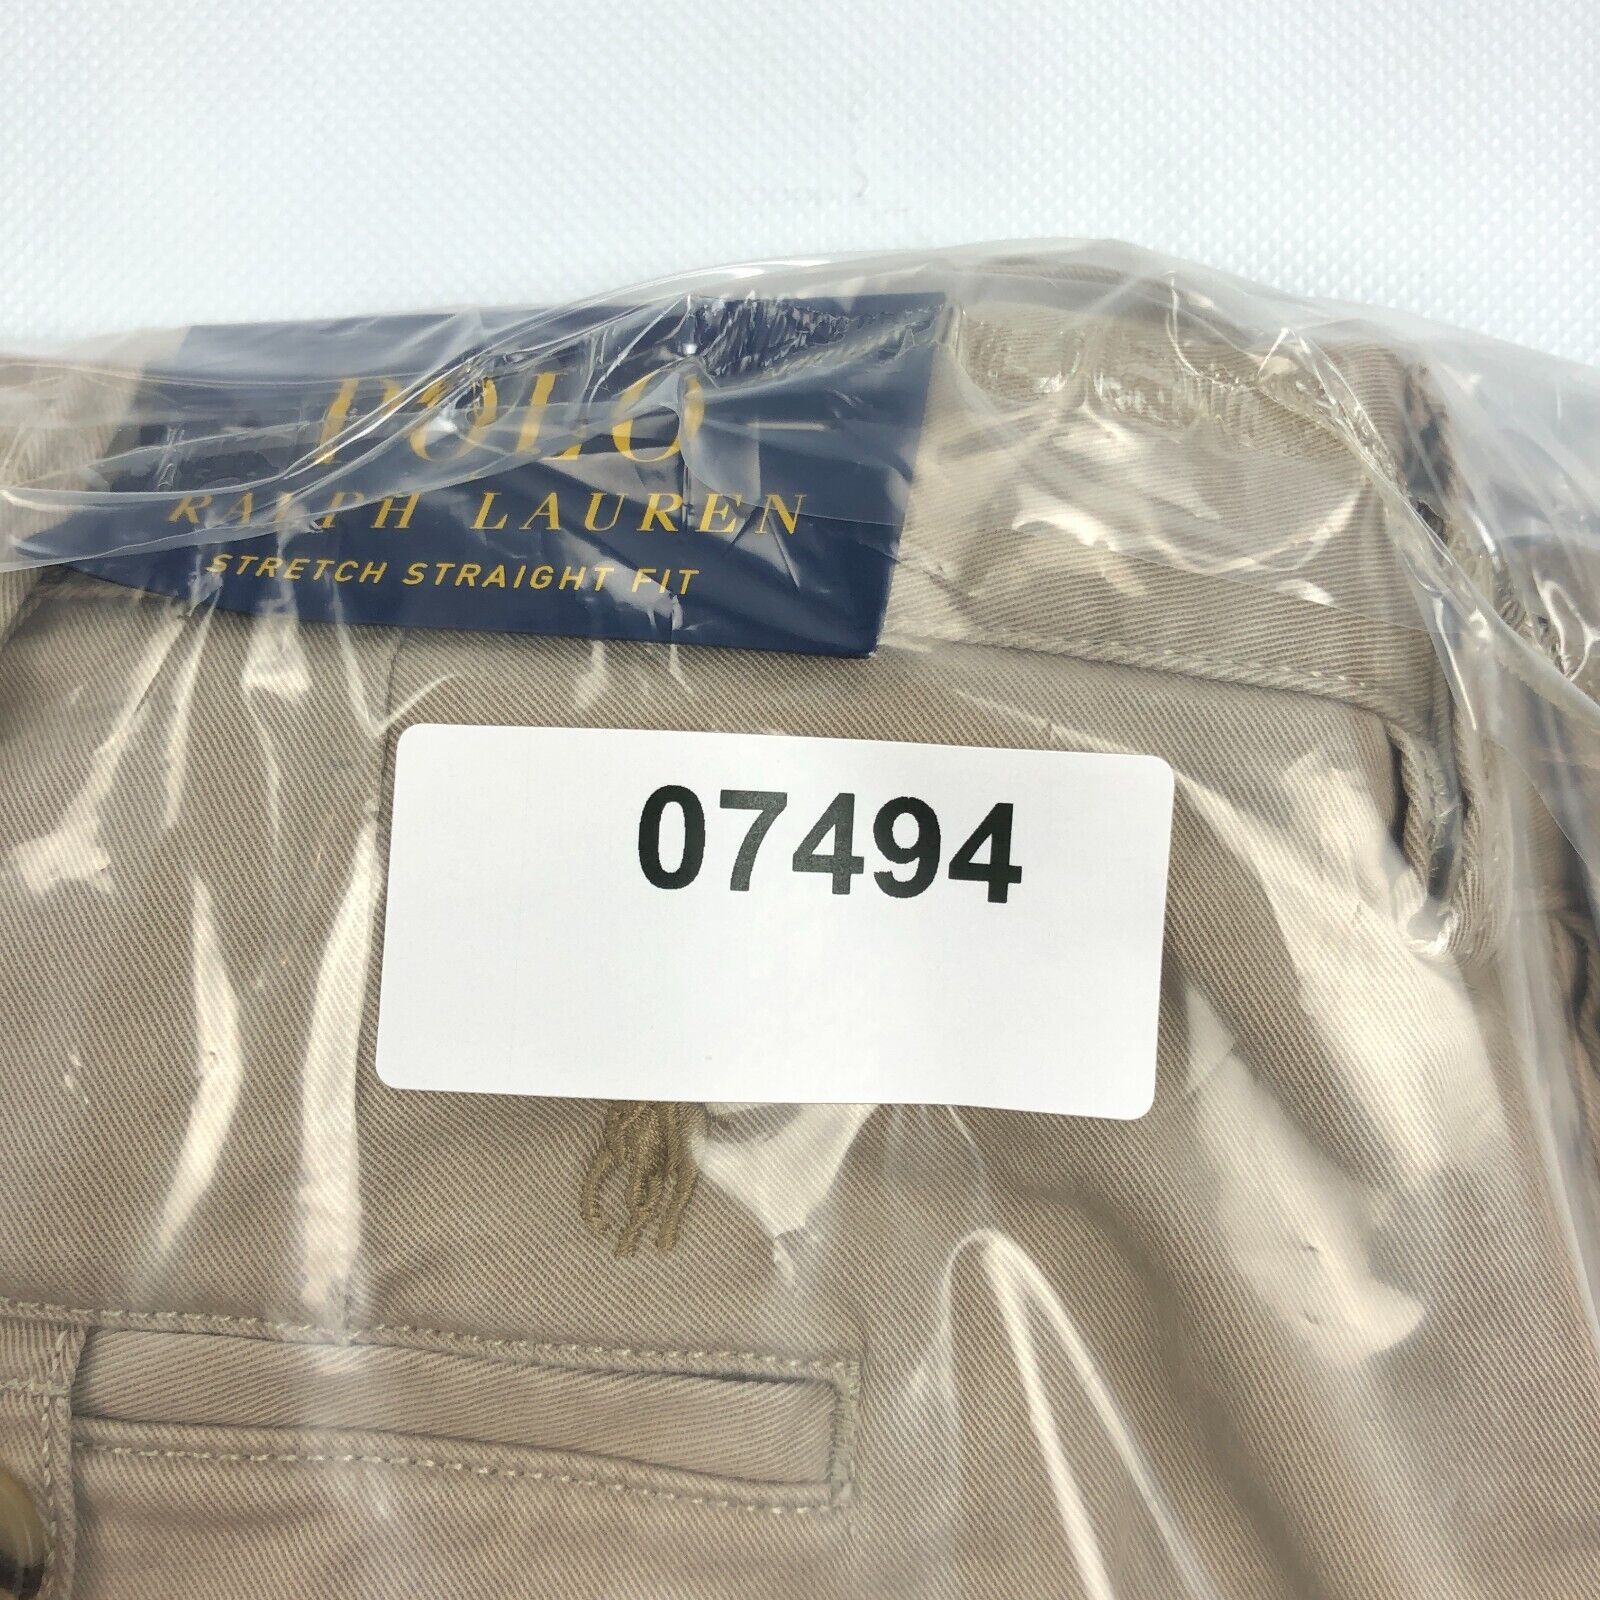 POLO
RALPH LAUREN
STRETCH STRAIGHT FIT
07494